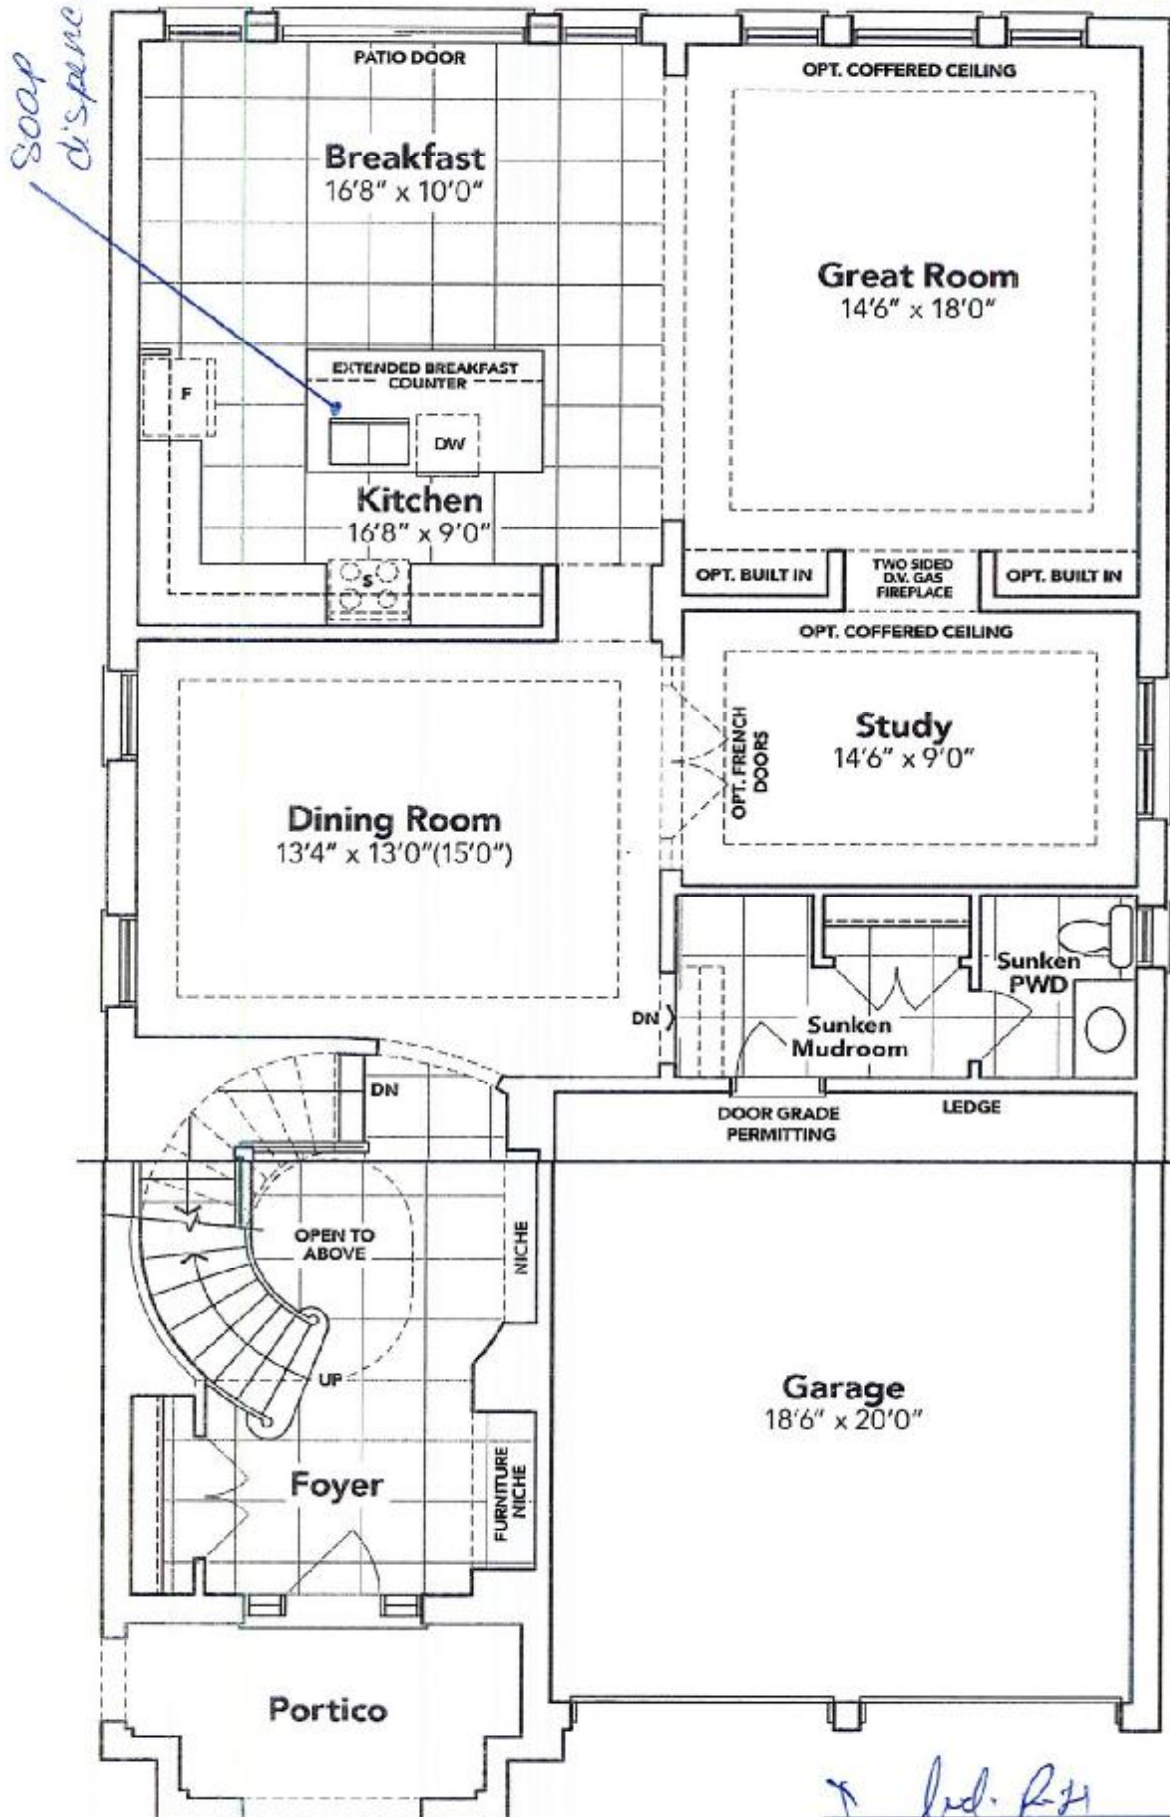 soap
dispenc
PATIO DOOR
OPT. COFFERED CEILING
Breakfast
16'8" x 10'0"
Great Room
14'6" x 18'0"
EXTENDED BREAKFAST
COUNTER
F
DW
Kitchen
16'8" x 9'0"
S
OPT. BUILT IN
TWO SIDED
D.V. GAS
FIREPLACE
OPT. BUILT IN
OPT. COFFERED CEILING
Study
14'6" x 9'0"
OPT. FRENCH
DOORS
Dining Room
13'4" x 13'0"(15'0")
Sunken
PWD
DN
Sunken
Mudroom
DN
DOOR GRADE
PERMITTING
LEDGE
OPEN TO
ABOVE
NICHE
UP
Garage
18'6" x 20'0"
Foyer
FURNITURE
NICHE
Portico